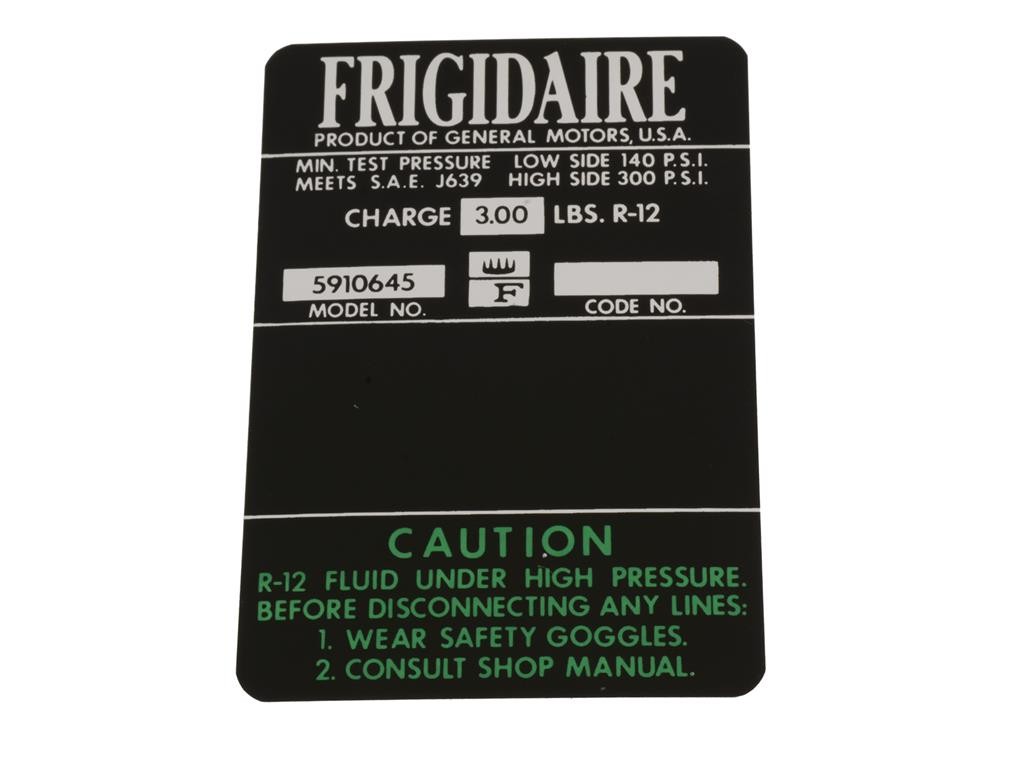 FRIGIDAIRE
PRODUCT OF GENERAL MOTORS, U.S.A.
MIN. TEST PRESSURE LOW SIDE 140 P.S.I.
MEETS S.A.E. J639 HIGH SIDE 300 P.S.I.
CHARGE 3.00 LBS. R-12
5910645
F
MODEL NO. CODE NO.
CAUTION
R-12 FLUID UNDER HIGH PRESSURE.
BEFORE DISCONNECTING ANY LINES:
1. WEAR SAFETY GOGGLES.
2. CONSULT SHOP MANUAL.